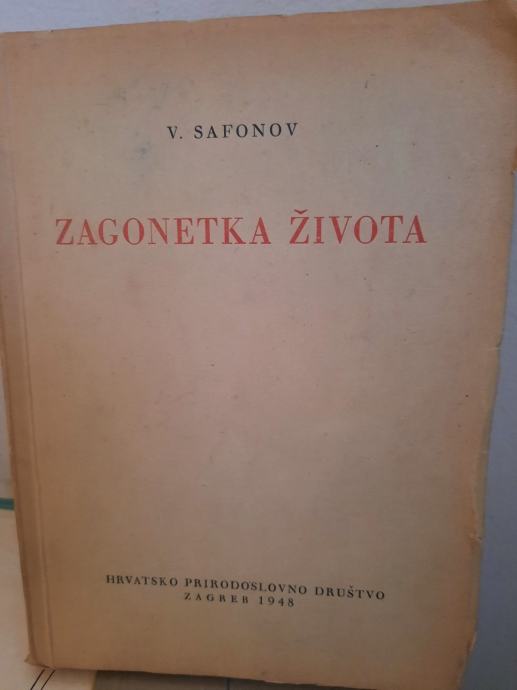 V. SAFONOV
ZAGONETKA ŽIVOTA
HRVATSKO PRIRODOSLOVNO DRUŠTVO
ZAGREB 1948